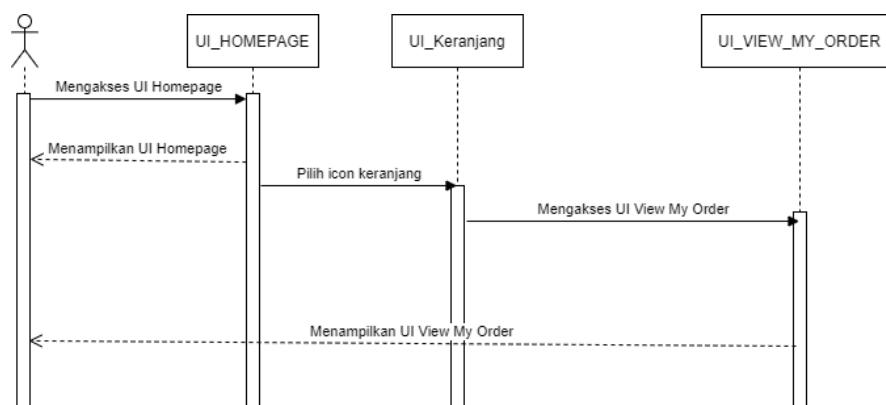 UI_HOMEPAGE
UI_Keranjang
UI_VIEW_MY_ORDER
Mengakses UI Homepage
Menampilkan UI Homepage
Pilih icon keranjang
Mengakses UI View My Order
Menampilkan UI View My Order